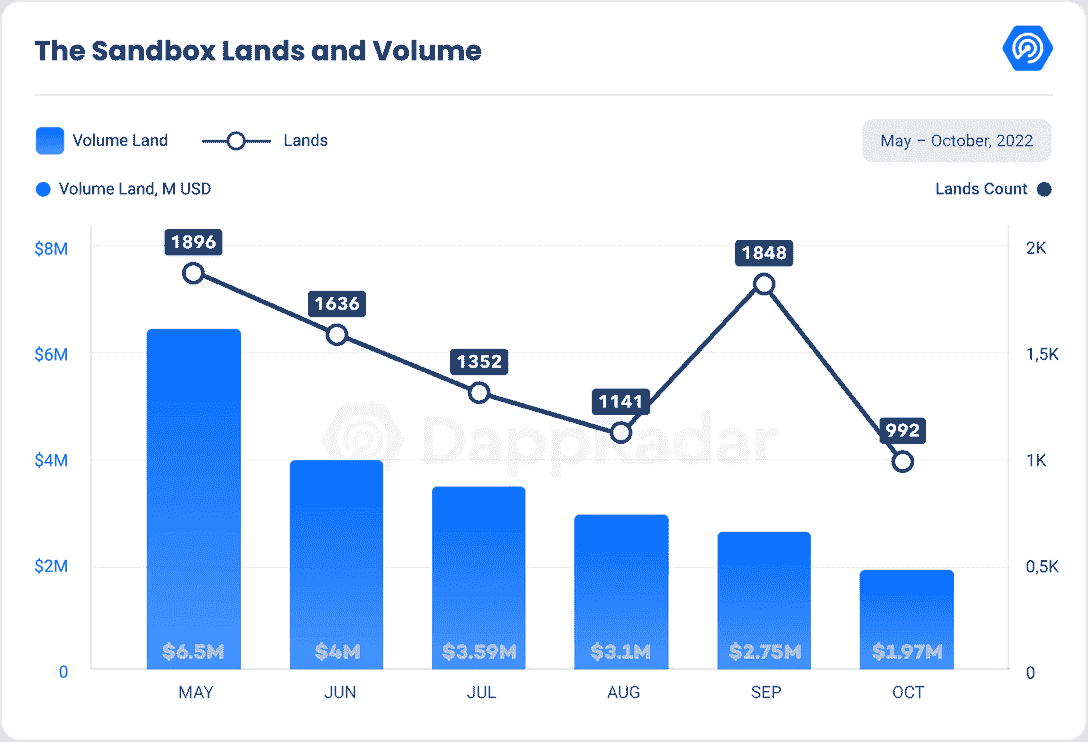 The Sandbox Lands and Volume
Volume Land
Lands
May – October, 2022
Volume Land, M USD
Lands Count
$8M
$6M
$4M
$2M
0
2K
1,5K
1K
0,5K
0
1896
1636
1352
1141
1848
992
DappRadar
$6.5M
$4M
$3.59M
$3.1M
$2.75M
$1.97M
MAY
JUN
JUL
AUG
SEP
OCT